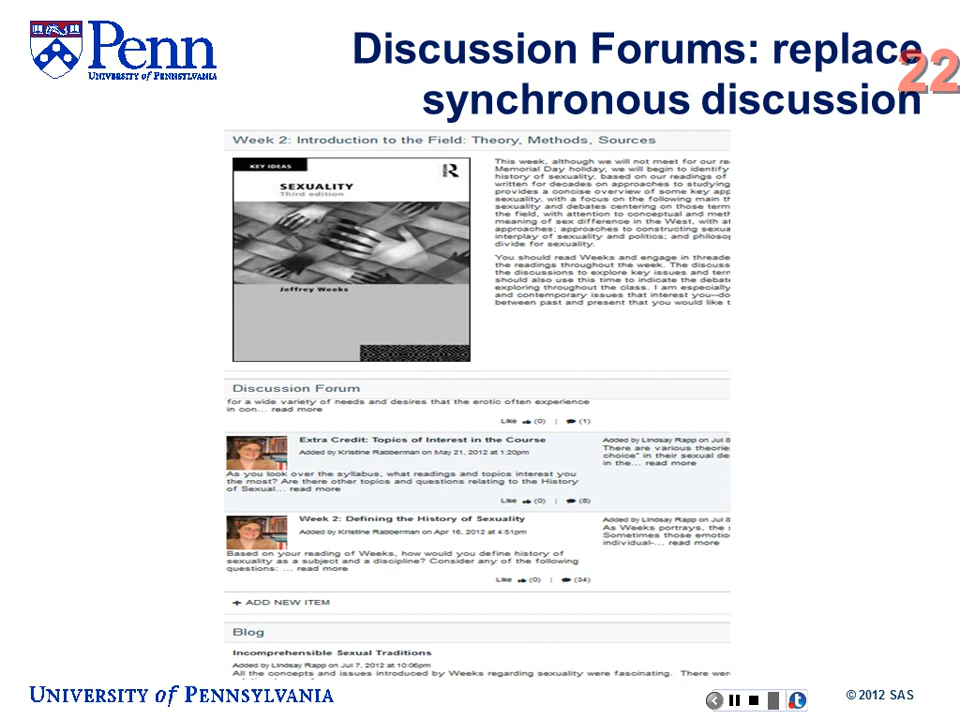 Penn
UNIVERSITY of PENNSYLVANIA
Discussion Forums: replace
synchronous discussion
22
Week 2: Introduction to the Field: Theory, Methods, Sources
KEY IDEAS
R
SEXUALITY
Third edition
Jeffrey Weeks
This week, although we will not meet for our re
Memorial Day holiday, we will begin to identify
history of sexuality, based on our readings of
written for decades on approaches to studying
provides a concise overview of some key app
sexuality, with a focus on the following main th
sexuality and debates centering on those term
the field, with attention to conceptual and meth
meaning of sex difference in the West, with at
approaches; approaches to constructing sexua
interplay of sexuality and politics; and philosop
divide for sexuality.
You should read Weeks and engage in threade
the readings throughout the week. The discuss
the discussions to explore key issues and term
should also use this time to indicate the debate
exploring throughout the class. I am especially
and contemporary issues that interest you--do
between past and present that you would like t
Discussion Forum
for a wide variety of needs and desires that the erotic often experience
in con... read more
Like (0) | (1)
Extra Credit: Topics of Interest in the Course
Added by Kristine Rabberman on May 21, 2012 at 1:20pm
As you look over the syllabus, what readings and topics interest you
the most? Are there other topics and questions relating to the History
of Sexual... read more
Like (0) | (8)
Added by Lindsay Rapp on Jul 8
There are various theories
choice" in their sexual de
in the... read more
Week 2: Defining the History of Sexuality
Added by Kristine Rabberman on Apr 16, 2012 at 4:51pm
Based on your reading of Weeks, how would you define history of
sexuality as a subject and a discipline? Consider any of the following
questions: ... read more
Like (0) | (34)
Added by Lindsay Rapp on Jul 8
As Weeks portrays, the s
Sometimes those emotio
individual-... read more
+ ADD NEW ITEM
Blog
Incomprehensible Sexual Traditions
Added by Lindsay Rapp on Jul 7, 2012 at 10:06pm
All the concepts and issues introduced by Weeks regarding sexuality were fascinating. There wer
UNIVERSITY of PENNSYLVANIA
© 2012 SAS